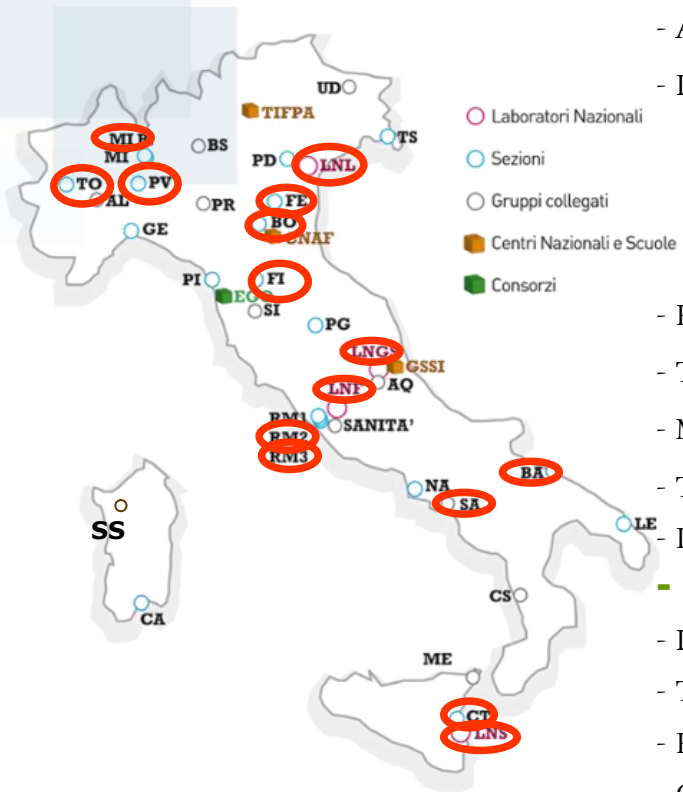 UD
TIFPA
MI B
MI
BS
PD
LNL
TS
TO
PV
AL
PR
FE
BO
CNAF
GE
PI
FI
EGO
SI
PG
LNGS
GSSI
LNF
AQ
RM1
SANITA'
RM2
RM3
BA
NA
SA
LE
SS
CA
CS
ME
CT
LNS
Laboratori Nazionali
Sezioni
Gruppi collegati
Centri Nazionali e Scuole
Consorzi
-
-
-
-
-
-
-
-
-
-
-